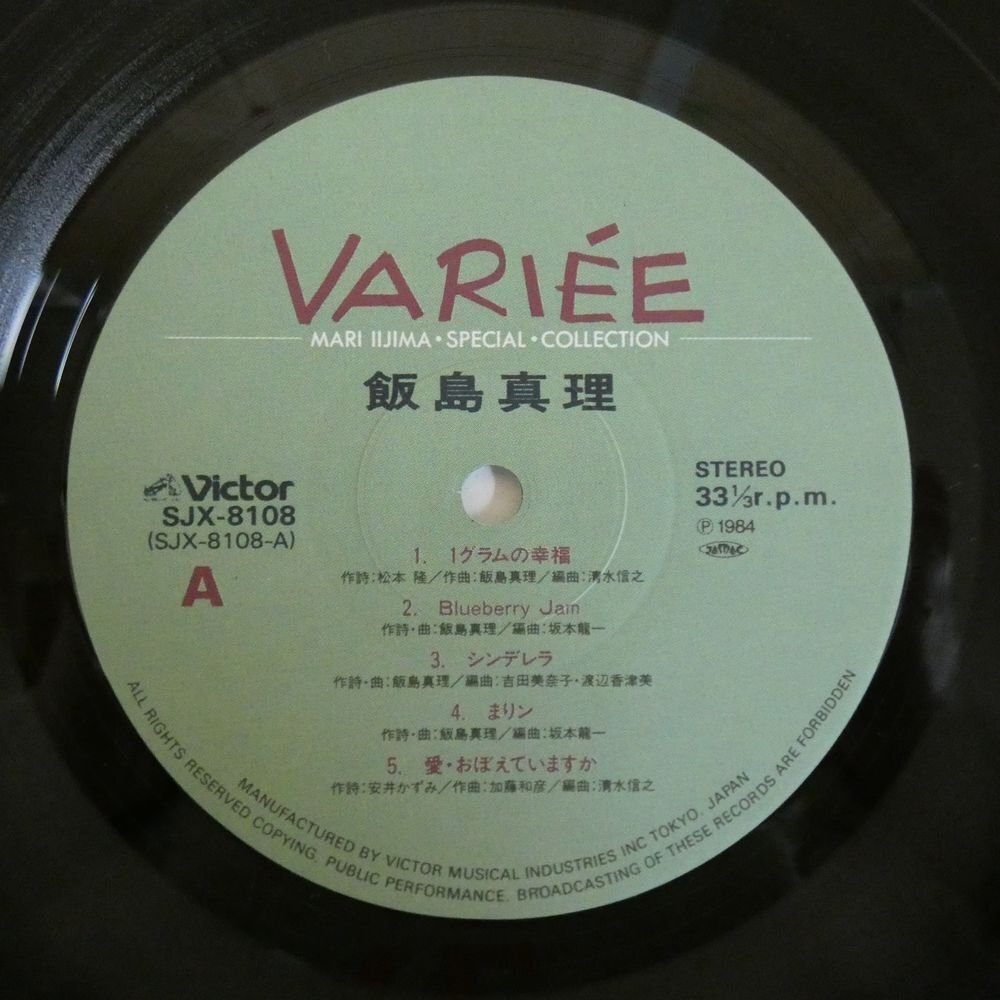 VARIÉE
MARI IIJIMA・SPECIAL・COLLECTION
飯島真理
Victor
SJX-8108
(SJX-8108-A)
A
STEREO
33⅓r.p.m.
Ⓟ 1984
JASRAC
1. 1グラムの幸福
作詩:松本 隆/作曲:飯島真理/編曲:清水信之
2. Blueberry Jam
作詩・曲:飯島真理/編曲:坂本龍一
3. シンデレラ
作詩・曲:飯島真理/編曲:吉田美奈子・渡辺香津美
4. まりン
作詩・曲:飯島真理/編曲:坂本龍一
5. 愛・おぼえていますか
作詩:安井かずみ/作曲:加藤和彦/編曲:清水信之
MANUFACTURED BY VICTOR MUSICAL INDUSTRIES INC TOKYO, JAPAN
ALL RIGHTS RESERVED COPYING, PUBLIC PERFORMANCE, BROADCASTING OF THESE RECORDS ARE FORBIDDEN